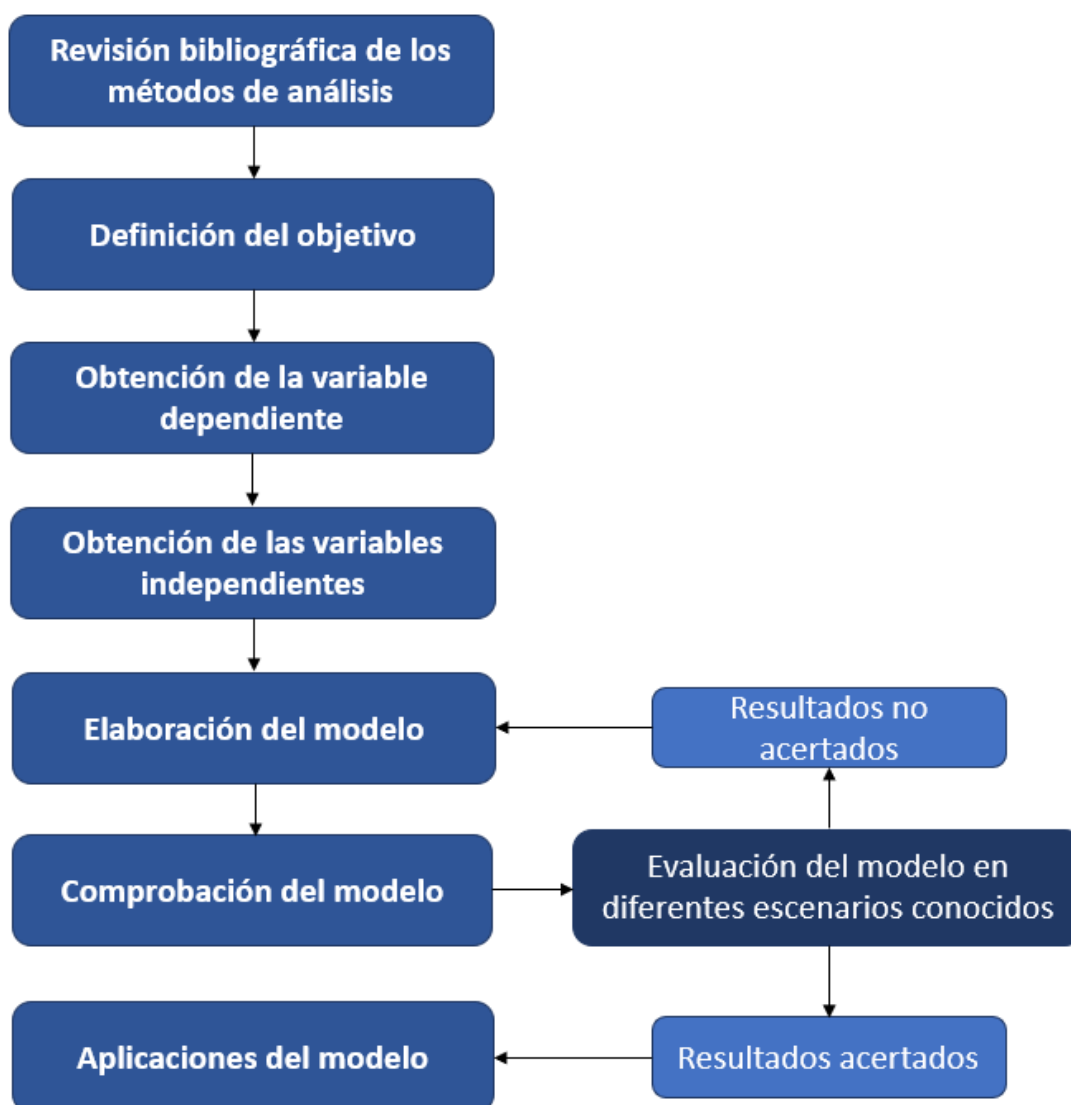 Revisión bibliográfica de los
métodos de análisis
Definición del objetivo
Obtención de la variable
dependiente
Obtención de las variables
independientes
Elaboración del modelo
Resultados no
acertados
Comprobación del modelo
Evaluación del modelo en
diferentes escenarios conocidos
Aplicaciones del modelo
Resultados acertados